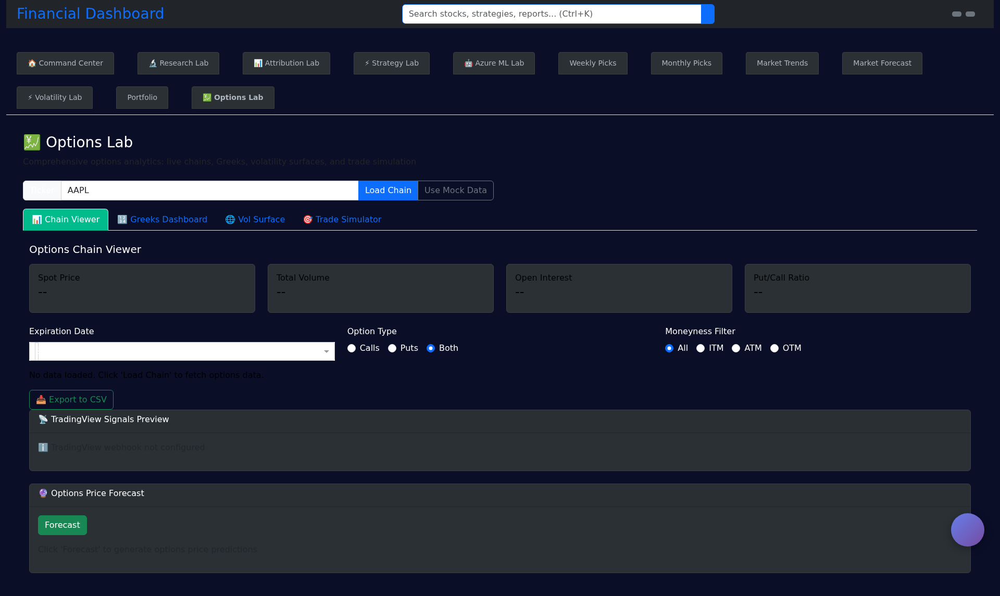 Financial Dashboard
Search stocks, strategies, reports... (Ctrl+K)
🏠 Command Center
🔬 Research Lab
📊 Attribution Lab
⚡ Strategy Lab
🤖 Azure ML Lab
Weekly Picks
Monthly Picks
Market Trends
Market Forecast
⚡ Volatility Lab
Portfolio
💹 Options Lab
💹 Options Lab
Comprehensive options analytics: live chains, Greeks, volatility surfaces, and trade simulation
Ticker
AAPL
Load Chain
Use Mock Data
📊 Chain Viewer
🔢 Greeks Dashboard
🌐 Vol Surface
🎯 Trade Simulator
Options Chain Viewer
Spot Price
--
Total Volume
--
Open Interest
--
Put/Call Ratio
--
Expiration Date
Option Type
Calls
Puts
Both
Moneyness Filter
All
ITM
ATM
OTM
No data loaded. Click 'Load Chain' to fetch options data.
📥 Export to CSV
📡 TradingView Signals Preview
ℹ️ TradingView webhook not configured
🔮 Options Price Forecast
Forecast
Click 'Forecast' to generate options price predictions